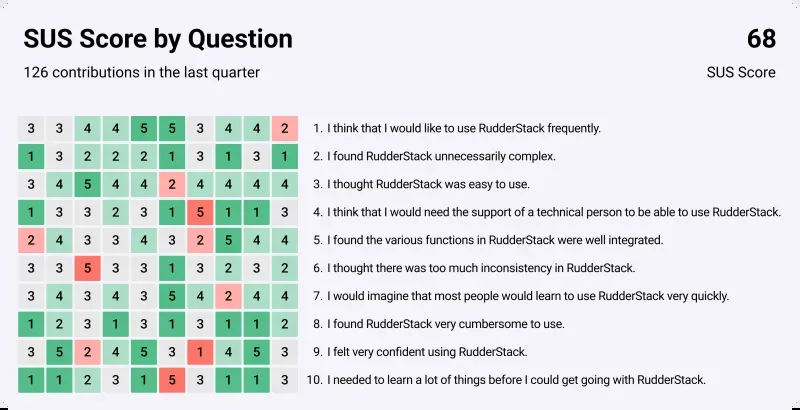 SUS Score by Question
68
126 contributions in the last quarter
SUS Score
3 3 4 4 5 5 3 4 4 2 1. I think that I would like to use RudderStack frequently.
1 3 2 2 2 1 3 1 3 1 2. I found RudderStack unnecessarily complex.
3 4 5 4 4 2 4 4 4 4 3. I thought RudderStack was easy to use.
1 3 3 2 3 1 5 1 1 3 4. I think that I would need the support of a technical person to be able to use RudderStack.
2 4 3 3 4 3 2 5 4 4 5. I found the various functions in RudderStack were well integrated.
3 3 5 3 3 1 3 2 3 2 6. I thought there was too much inconsistency in RudderStack.
3 4 3 4 3 5 4 2 4 4 7. I would imagine that most people would learn to use RudderStack very quickly.
1 2 3 1 3 1 3 1 1 2 8. I found RudderStack very cumbersome to use.
3 5 2 4 5 3 1 4 5 3 9. I felt very confident using RudderStack.
1 1 2 3 1 5 3 1 1 3 10. I needed to learn a lot of things before I could get going with RudderStack.